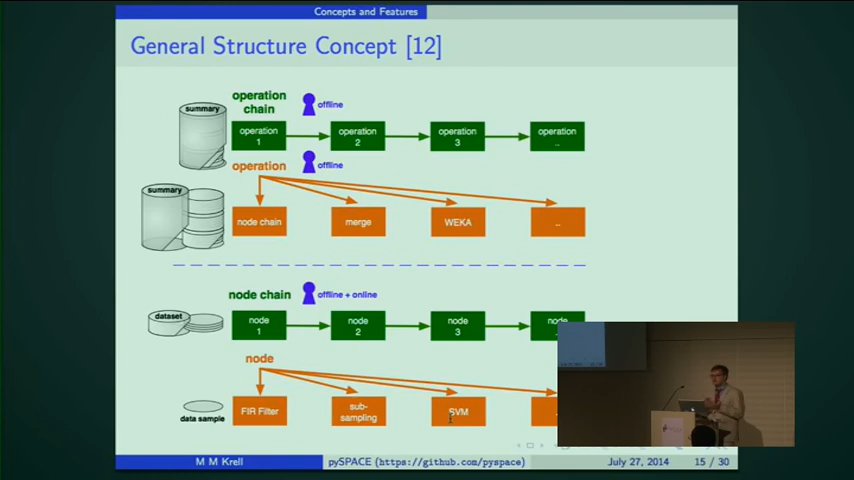 Concepts and Features
General Structure Concept [12]
summary
operation
chain
offline
operation
1
operation
2
operation
3
operation
..
operation
offline
summary
node chain
merge
WEKA
..
node chain
offline + online
dataset
node
1
node
2
node
3
node
node
data sample
FIR Filter
sub-
sampling
SVM
M M Krell
pySPACE (https://github.com/pyspace)
July 27, 2014
15 / 30